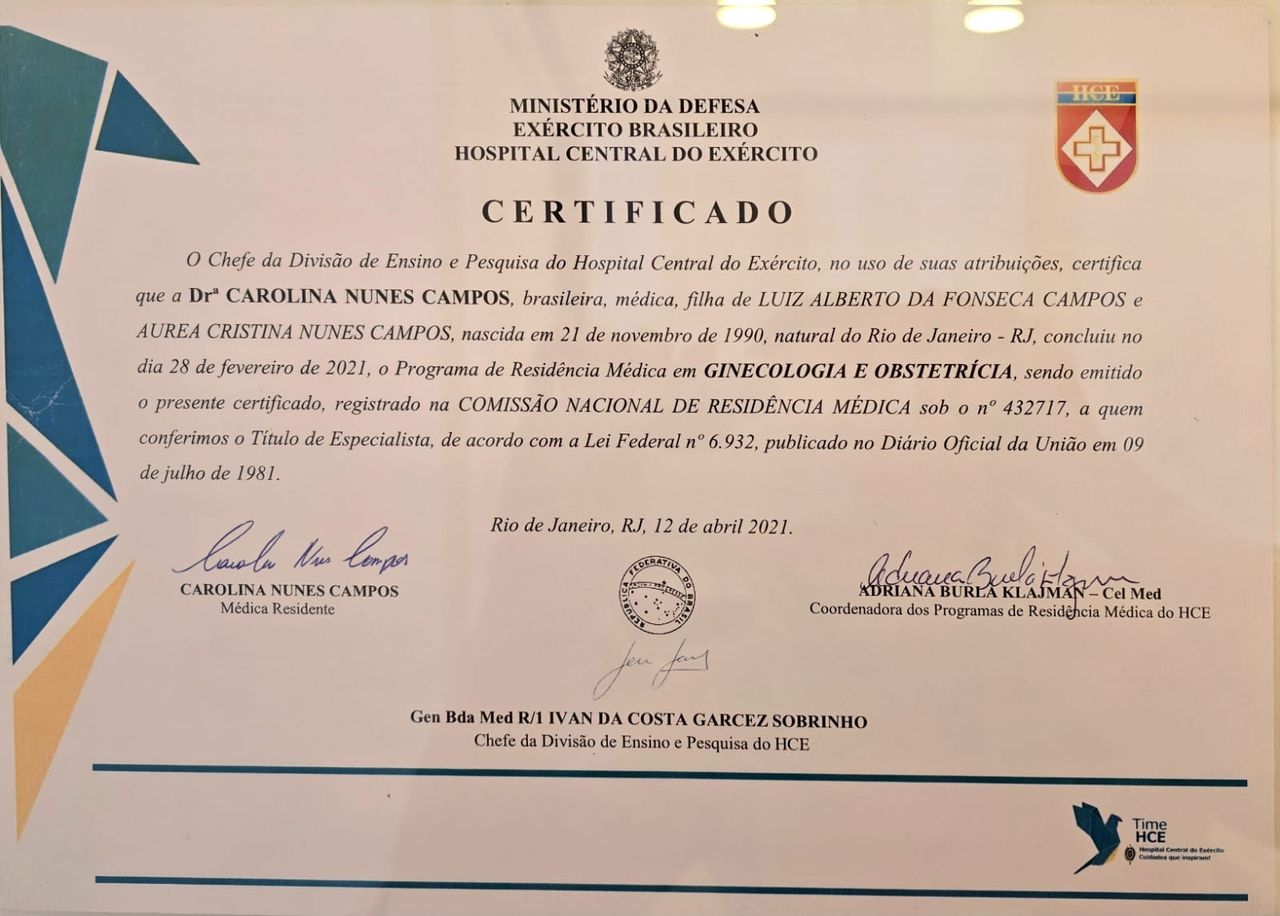 MINISTÉRIO DA DEFESA
EXÉRCITO BRASILEIRO
HOSPITAL CENTRAL DO EXÉRCITO
HCE
CERTIFICADO
O Chefe da Divisão de Ensino e Pesquisa do Hospital Central do Exército, no uso de suas atribuições, certifica
que a Drª CAROLINA NUNES CAMPOS, brasileira, médica, filha de LUIZ ALBERTO DA FONSECA CAMPOS e
AUREA CRISTINA NUNES CAMPOS, nascida em 21 de novembro de 1990, natural do Rio de Janeiro - RJ, concluiu no
dia 28 de fevereiro de 2021, o Programa de Residência Médica em GINECOLOGIA E OBSTETRÍCIA, sendo emitido
o presente certificado, registrado na COMISSÃO NACIONAL DE RESIDÊNCIA MÉDICA sob o nº 432717, a quem
conferimos o Título de Especialista, de acordo com a Lei Federal nº 6.932, publicado no Diário Oficial da União em 09
de julho de 1981.
Rio de Janeiro, RJ, 12 de abril 2021.
Carolina Nunes Campos
CAROLINA NUNES CAMPOS
Médica Residente
REPUBLICA FEDERATIVA DO BRASIL
Adriana Burlá Klajman
ADRIANA BURLÁ KLAJMAN – Cel Med
Coordenadora dos Programas de Residência Médica do HCE
Gen Bda Med R/1 IVAN DA COSTA GARCEZ SOBRINHO
Chefe da Divisão de Ensino e Pesquisa do HCE
Time
HCE
Hospital Central do Exército
Cuidados que inspiram!